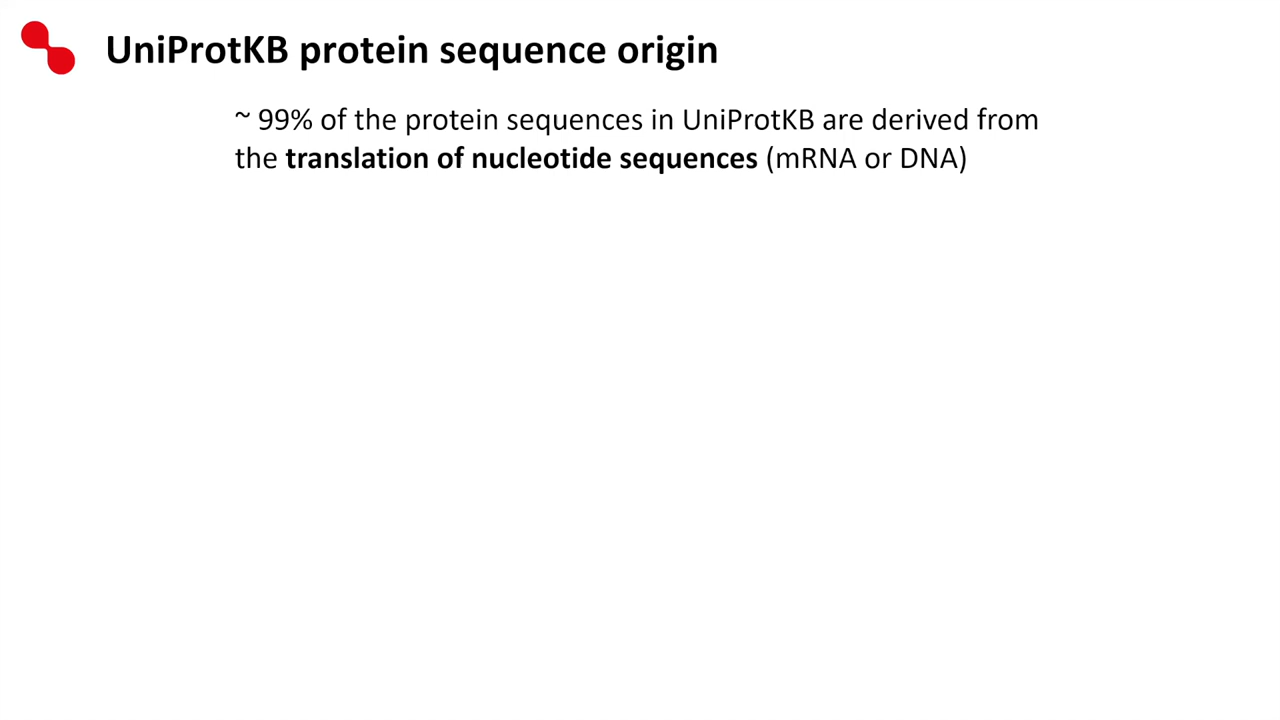 UniProtKB protein sequence origin
~ 99% of the protein sequences in UniProtKB are derived from
the translation of nucleotide sequences (mRNA or DNA)